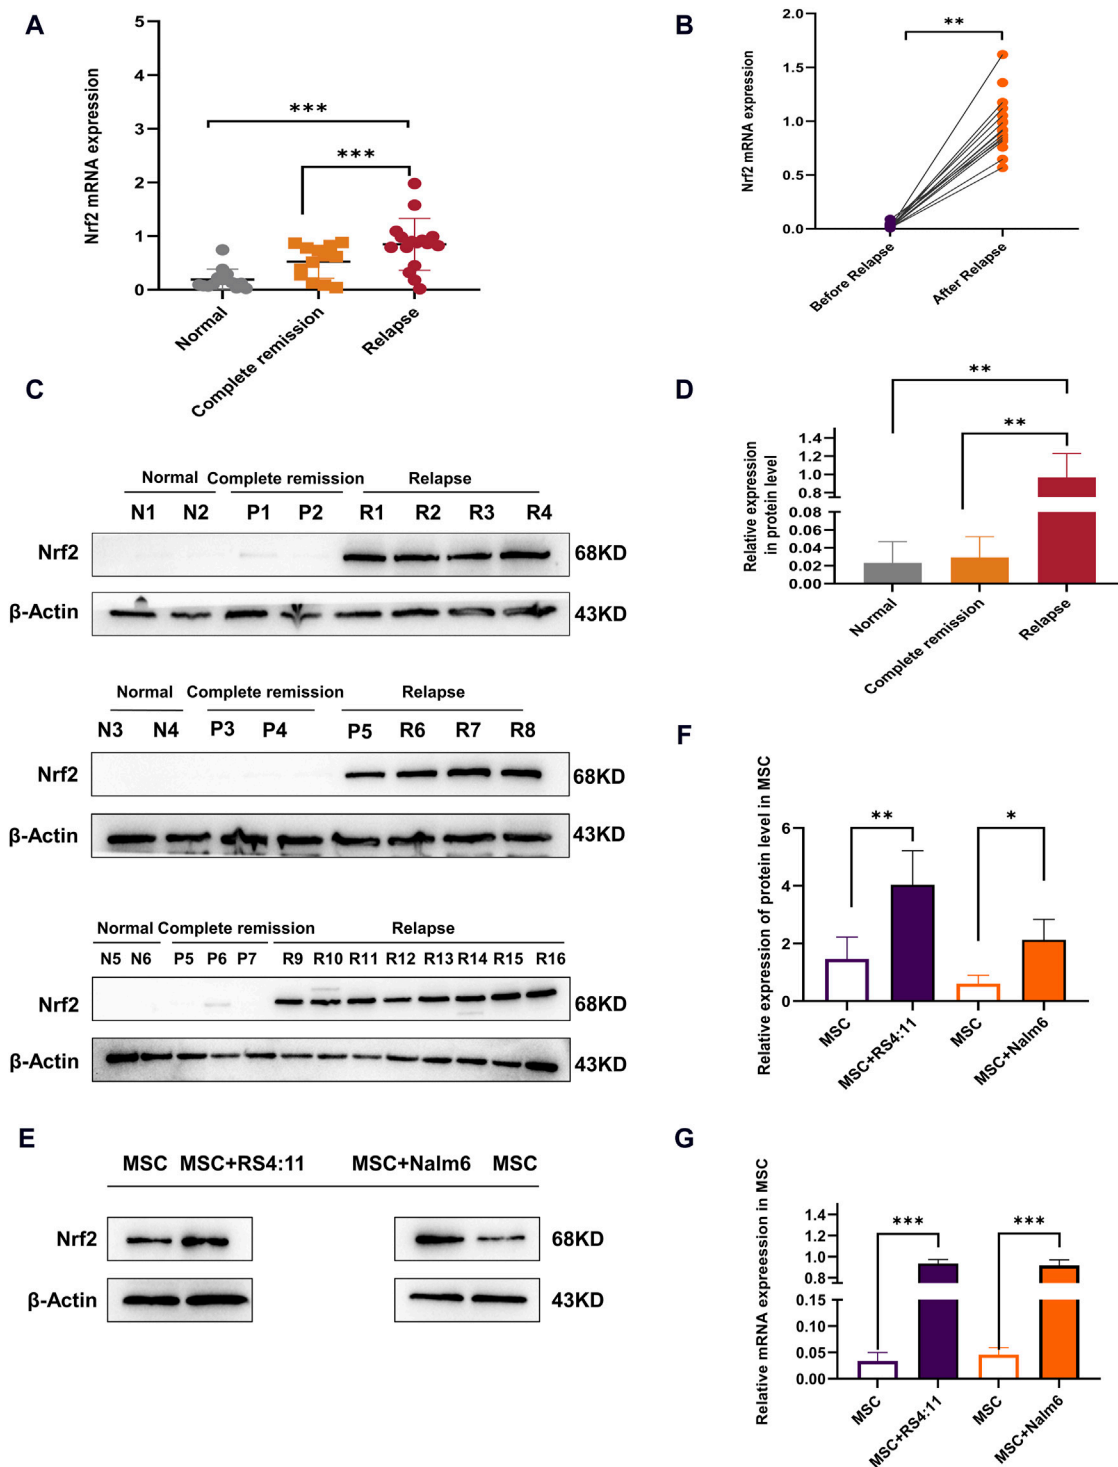 A
Nrf2 mRNA expression
5
4
3
2
1
0
***
***
Normal
Complete remission
Relapse
B
Nrf2 mRNA expression
2.0
1.5
1.0
0.5
0.0
**
Before Relapse
After Relapse
C
Normal Complete remission Relapse
N1 N2 P1 P2 R1 R2 R3 R4
Nrf2 68KD
β-Actin 43KD
Normal Complete remission Relapse
N3 N4 P3 P4 P5 R6 R7 R8
Nrf2 68KD
β-Actin 43KD
Normal Complete remission Relapse
N5 N6 P5 P6 P7 R9 R10 R11 R12 R13 R14 R15 R16
Nrf2 68KD
β-Actin 43KD
D
Relative expression
in protein level
1.4
1.2
1.0
0.8
0.08
0.06
0.04
0.02
0.00
**
**
Normal
Complete remission
Relapse
E
MSC MSC+RS4:11 MSC+Nalm6 MSC
Nrf2 68KD
β-Actin 43KD
F
Relative expression of protein level in MSC
6
4
2
0
**
*
MSC
MSC+RS4:11
MSC
MSC+Nalm6
G
Relative mRNA expreession in MSC
1.4
1.2
1.0
0.8
0.15
0.10
0.05
0.00
***
***
MSC
MSC+RS4:11
MSC
MSC+Nalm6